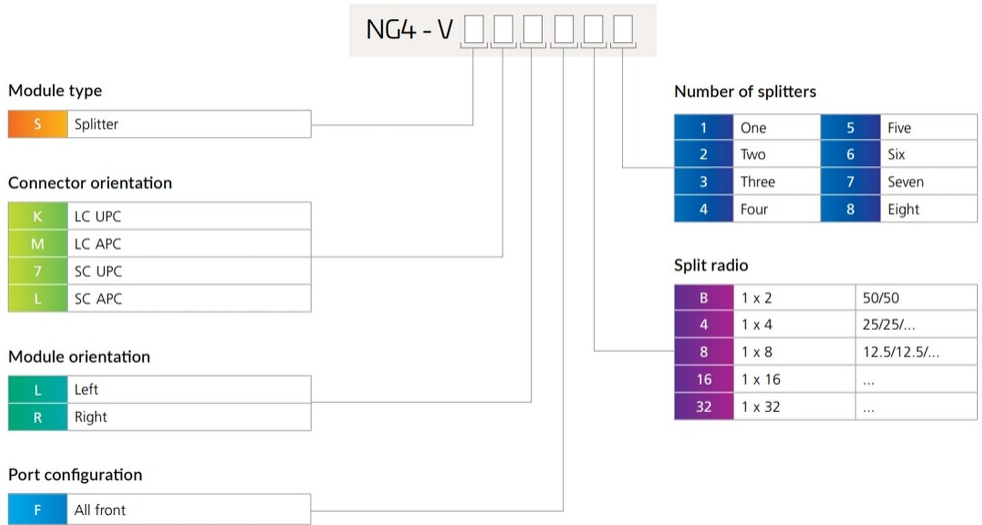 NG4 - V
Module type
S Splitter
Connector orientation
K LC UPC
M LC APC
7 SC UPC
L SC APC
Module orientation
L Left
R Right
Port configuration
F All front
Number of splitters
1 One 5 Five
2 Two 6 Six
3 Three 7 Seven
4 Four 8 Eight
Split radio
B 1 x 2 50/50
4 1 x 4 25/25/...
8 1 x 8 12.5/12.5/...
16 1 x 16 ...
32 1 x 32 ...